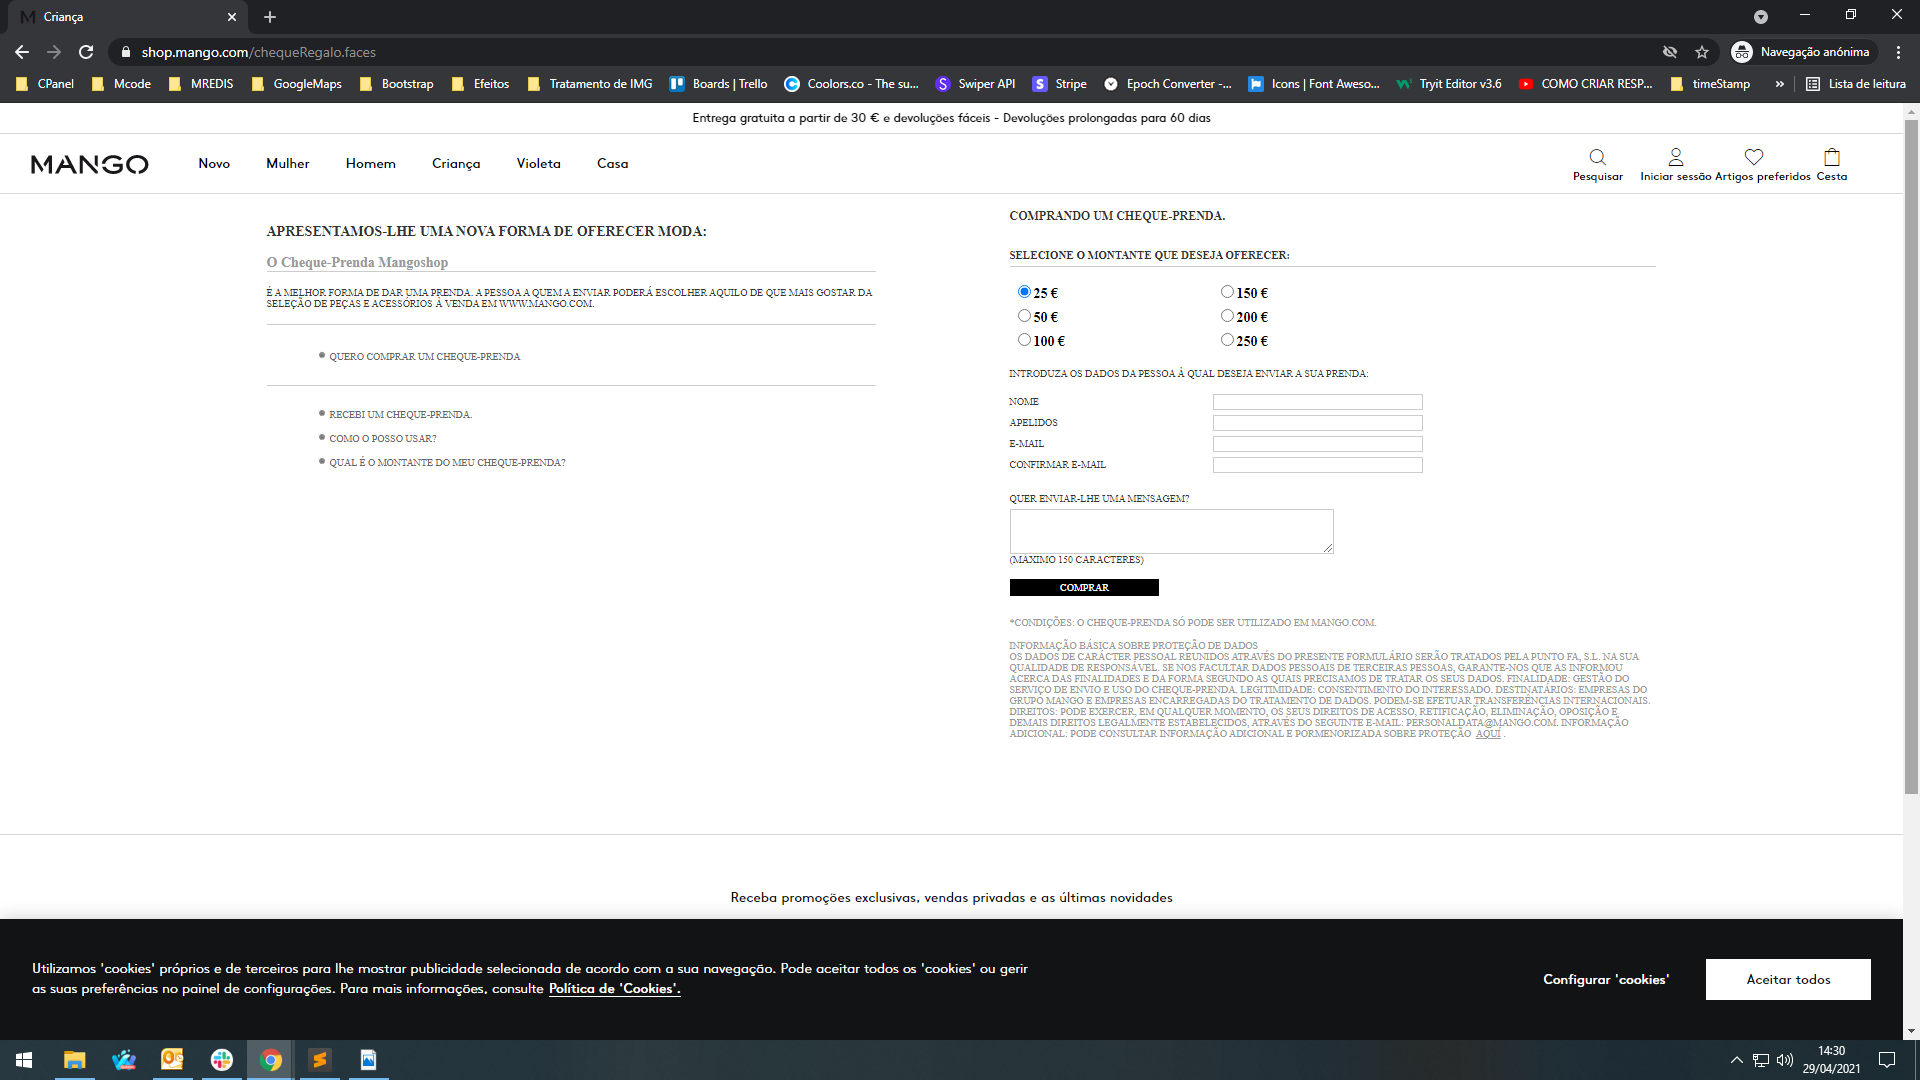 Criança
shop.mango.com/chequeRegalo.faces
Navegação anónima
CPanel
Mcode
MREDIS
GoogleMaps
Bootstrap
Efeitos
Tratamento de IMG
Boards | Trello
Coolors.co - The su...
Swiper API
Stripe
Epoch Converter -...
Icons | Font Aweso...
Tryit Editor v3.6
COMO CRIAR RESP...
timeStamp
»
Lista de leitura
Entrega gratuita a partir de 30 € e devoluções fáceis - Devoluções prolongadas para 60 dias
MANGO
Novo
Mulher
Homem
Criança
Violeta
Casa
Pesquisar
Iniciar sessão
Artigos preferidos
Cesta
APRESENTAMOS-LHE UMA NOVA FORMA DE OFERECER MODA:
O Cheque-Prenda Mangoshop
É A MELHOR FORMA DE DAR UMA PRENDA. A PESSOA A QUEM A ENVIAR PODERÁ ESCOLHER AQUILO DE QUE MAIS GOSTAR DA
SELEÇÃO DE PEÇAS E ACESSÓRIOS À VENDA EM WWW.MANGO.COM.
QUERO COMPRAR UM CHEQUE-PRENDA
RECEBI UM CHEQUE-PRENDA.
COMO O POSSO USAR?
QUAL É O MONTANTE DO MEU CHEQUE-PRENDA?
COMPRANDO UM CHEQUE-PRENDA.
SELECIONE O MONTANTE QUE DESEJA OFERECER:
25 €
150 €
50 €
200 €
100 €
250 €
INTRODUZA OS DADOS DA PESSOA À QUAL DESEJA ENVIAR A SUA PRENDA:
NOME
APELIDOS
E-MAIL
CONFIRMAR E-MAIL
QUER ENVIAR-LHE UMA MENSAGEM?
(MÁXIMO 150 CARACTERES)
COMPRAR
*CONDIÇÕES: O CHEQUE-PRENDA SÓ PODE SER UTILIZADO EM MANGO.COM.
INFORMAÇÃO BÁSICA SOBRE PROTEÇÃO DE DADOS
OS DADOS DE CARÁCTER PESSOAL REUNIDOS ATRAVÉS DO PRESENTE FORMULÁRIO SERÃO TRATADOS PELA PUNTO FA, S.L. NA SUA
QUALIDADE DE RESPONSÁVEL. SE NOS FACULTAR DADOS PESSOAIS DE TERCEIRAS PESSOAS, GARANTE-NOS QUE AS INFORMOU
ACERCA DAS FINALIDADES E DA FORMA SEGUNDO AS QUAIS PRECISAMOS DE TRATAR OS SEUS DADOS. FINALIDADE: GESTÃO DO
SERVIÇO DE ENVIO E USO DO CHEQUE-PRENDA. LEGITIMIDADE: CONSENTIMENTO DO INTERESSADO. DESTINATÁRIOS: EMPRESAS DO
GRUPO MANGO E EMPRESAS ENCARREGADAS DO TRATAMENTO DE DADOS. PODEM-SE EFETUAR TRANSFERÊNCIAS INTERNACIONAIS.
DIREITOS: PODE EXERCER, EM QUALQUER MOMENTO, OS SEUS DIREITOS DE ACESSO, RETIFICAÇÃO, ELIMINAÇÃO, OPOSIÇÃO E
DEMAIS DIREITOS LEGALMENTE ESTABELECIDOS, ATRAVÉS DO SEGUINTE E-MAIL: PERSONALDATA@MANGO.COM. INFORMAÇÃO
ADICIONAL: PODE CONSULTAR INFORMAÇÃO ADICIONAL E PORMENORIZADA SOBRE PROTEÇÃO AQUÍ .
Receba promoções exclusivas, vendas privadas e as últimas novidades
Utilizamos 'cookies' próprios e de terceiros para lhe mostrar publicidade selecionada de acordo com a sua navegação. Pode aceitar todos os 'cookies' ou gerir
as suas preferências no painel de configurações. Para mais informações, consulte Política de 'Cookies'.
Configurar 'cookies'
Aceitar todos
14:30
29/04/2021